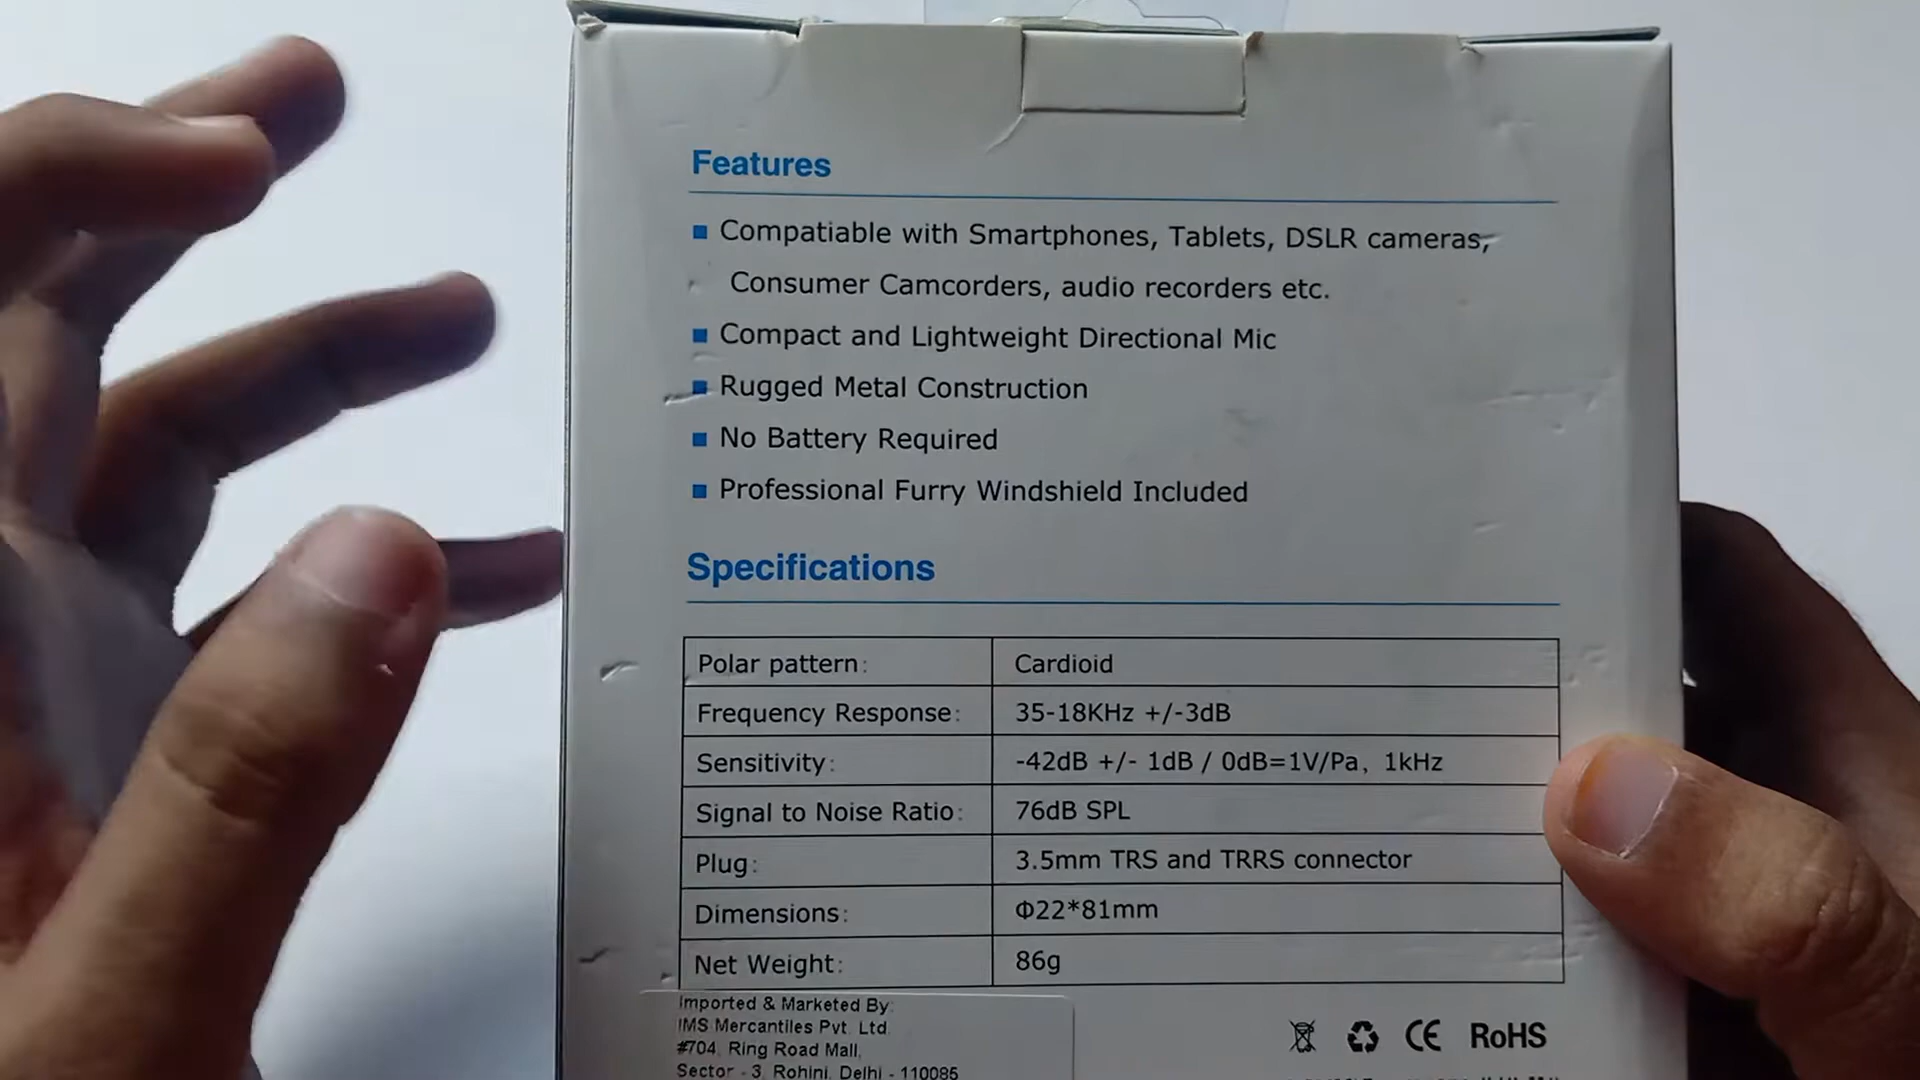 Features
Compatiable with Smartphones, Tablets, DSLR cameras,
Consumer Camcorders, audio recorders etc.
Compact and Lightweight Directional Mic
Rugged Metal Construction
No Battery Required
Professional Furry Windshield Included
Specifications
Polar pattern: Cardioid
Frequency Response: 35-18KHz +/-3dB
Sensitivity: -42dB +/- 1dB / 0dB=1V/Pa, 1kHz
Signal to Noise Ratio: 76dB SPL
Plug: 3.5mm TRS and TRRS connector
Dimensions: Φ22*81mm
Net Weight: 86g
Imported & Marketed By:
IMS Mercantiles Pvt. Ltd.
#704, Ring Road Mall,
Sector - 3, Rohini, Delhi - 110085
CE RoHS